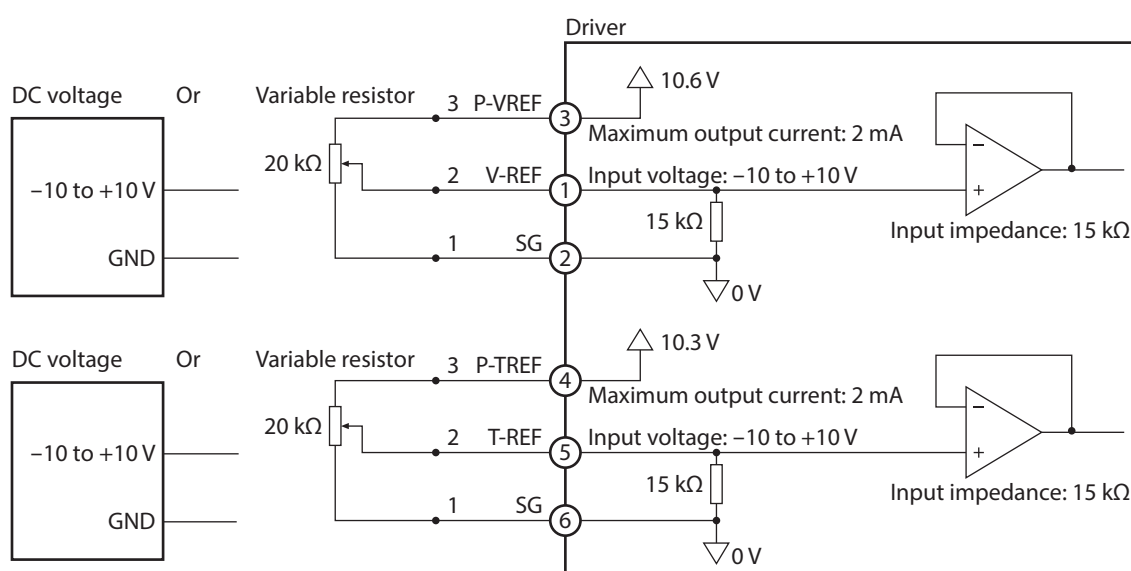 Driver
DC voltage Or Variable resistor
3 P-VREF 3 10.6 V
Maximum output current: 2 mA
20 kΩ
–10 to +10 V 2 V-REF 1 Input voltage: –10 to +10 V
– +
15 kΩ Input impedance: 15 kΩ
GND 1 SG 2
0 V
DC voltage Or Variable resistor
3 P-TREF 4 10.3 V
Maximum output current: 2 mA
20 kΩ
–10 to +10 V 2 T-REF 5 Input voltage: –10 to +10 V
– +
15 kΩ Input impedance: 15 kΩ
GND 1 SG 6
0 V